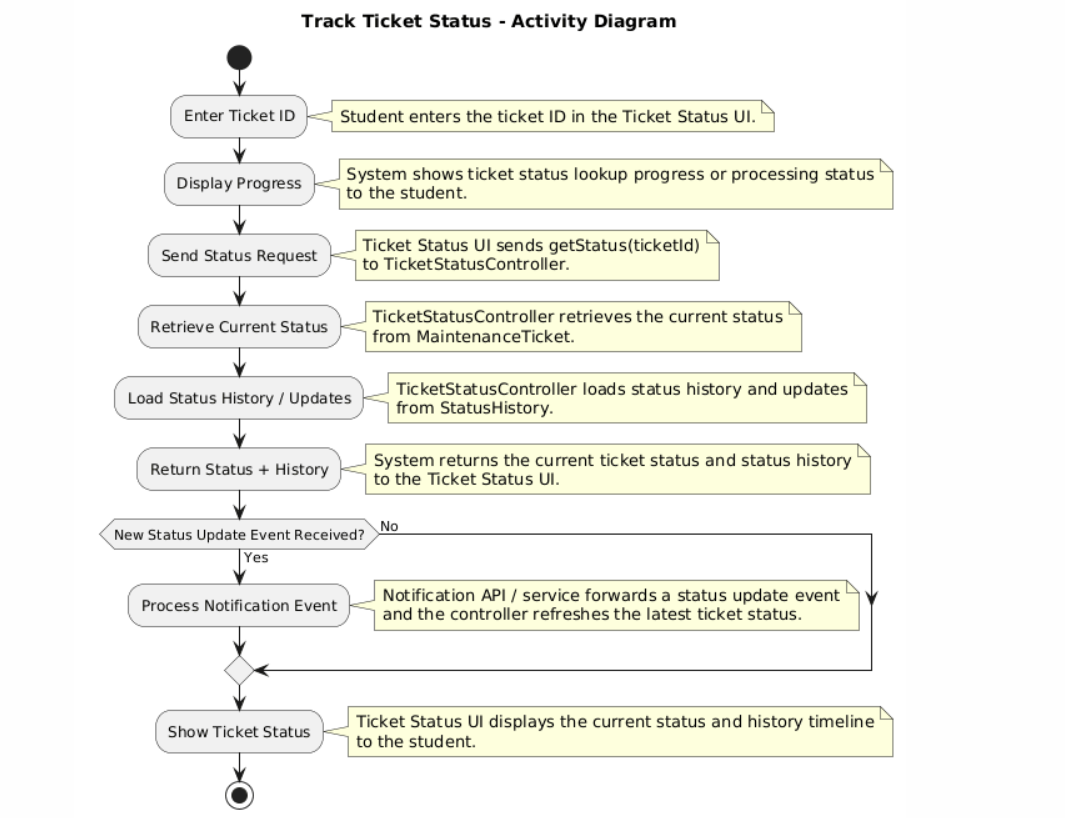 Track Ticket Status - Activity Diagram
Enter Ticket ID
Student enters the ticket ID in the Ticket Status UI.
Display Progress
System shows ticket status lookup progress or processing status
to the student.
Send Status Request
Ticket Status UI sends getStatus(ticketId)
to TicketStatusController.
Retrieve Current Status
TicketStatusController retrieves the current status
from MaintenanceTicket.
Load Status History / Updates
TicketStatusController loads status history and updates
from StatusHistory.
Return Status + History
System returns the current ticket status and status history
to the Ticket Status UI.
New Status Update Event Received?
No
Yes
Process Notification Event
Notification API / service forwards a status update event
and the controller refreshes the latest ticket status.
Show Ticket Status
Ticket Status UI displays the current status and history timeline
to the student.